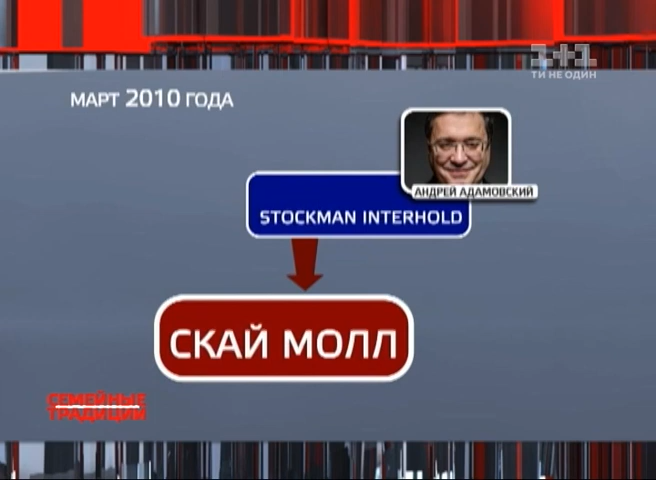 1+1
ТИ НЕ ОДИН
МАРТ 2010 ГОДА
АНДРЕЙ АДАМОВСКИЙ
STOCKMAN INTERHOLD
СКАЙ МОЛЛ
СЕМЕЙНЫЕ
ТРАДИЦИИ